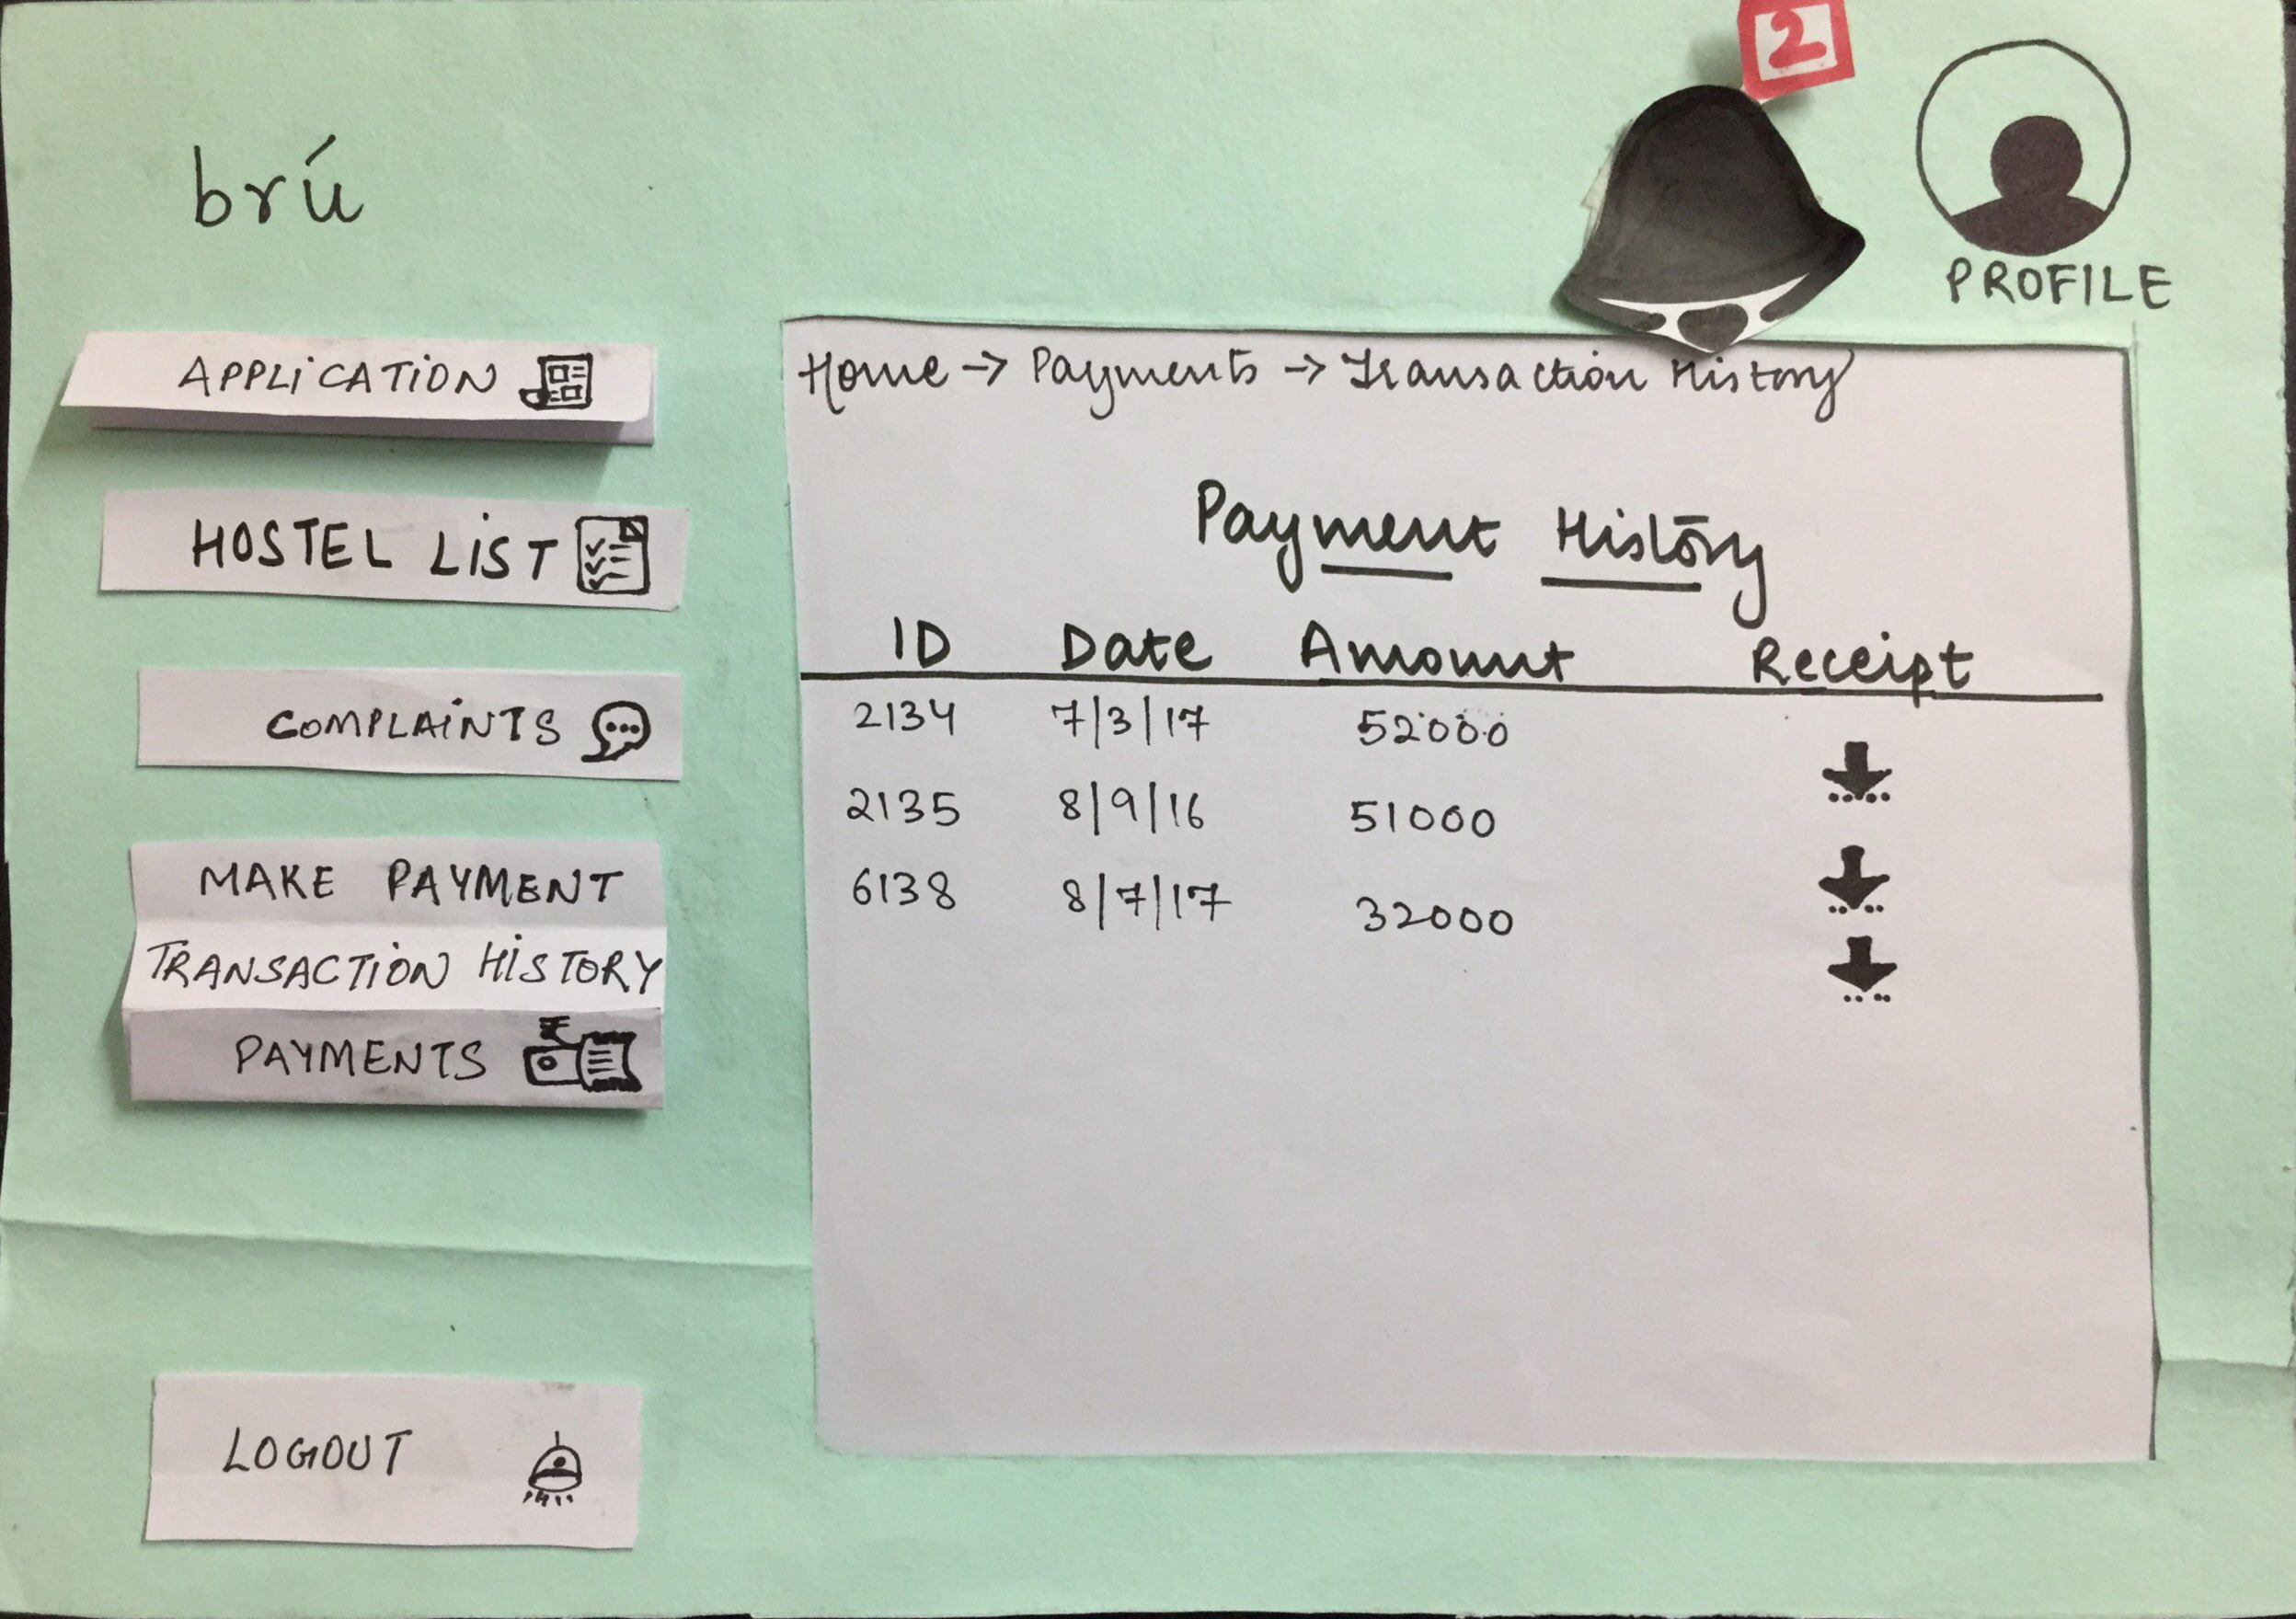 2
brú
PROFILE
APPLICATION
HOSTEL LIST
COMPLAINTS
MAKE PAYMENT
TRANSACTION HISTORY
PAYMENTS ₹
LOGOUT
Home → Payments → Transaction History
Payment History
ID Date Amount Receipt
2134 7/3/17 52000
2135 8/9/16 51000
6138 8/7/17 32000